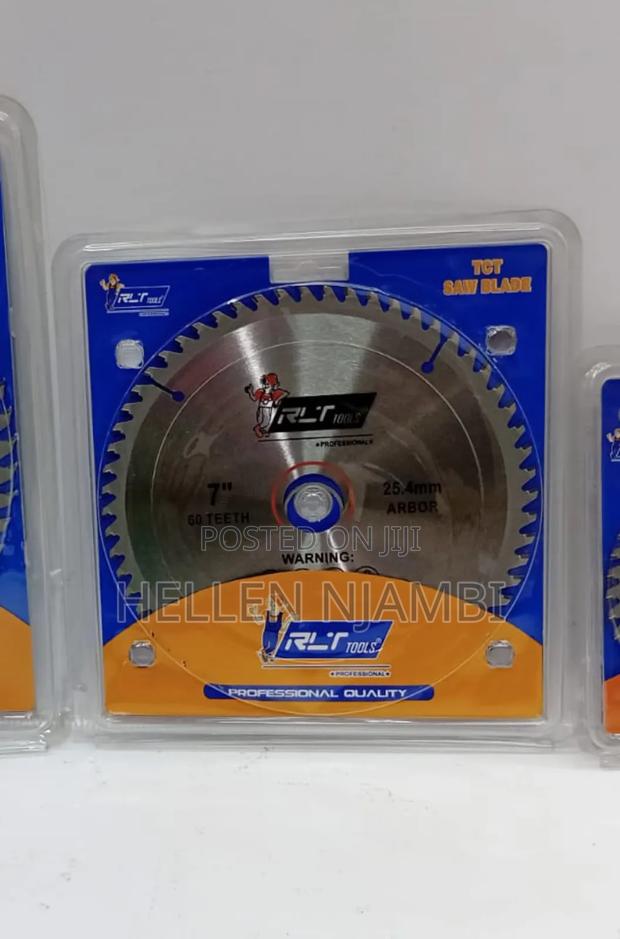 RLT TOOLS
TCT
SAW BLADE
RLT TOOLS
★PROFESSIONAL★
7"
60 TEETH
25.4mm
ARBOR
WARNING:
POSTED ON JIJI
HELLEN NJAMBI
RLT TOOLS®
★PROFESSIONAL★
PROFESSIONAL QUALITY